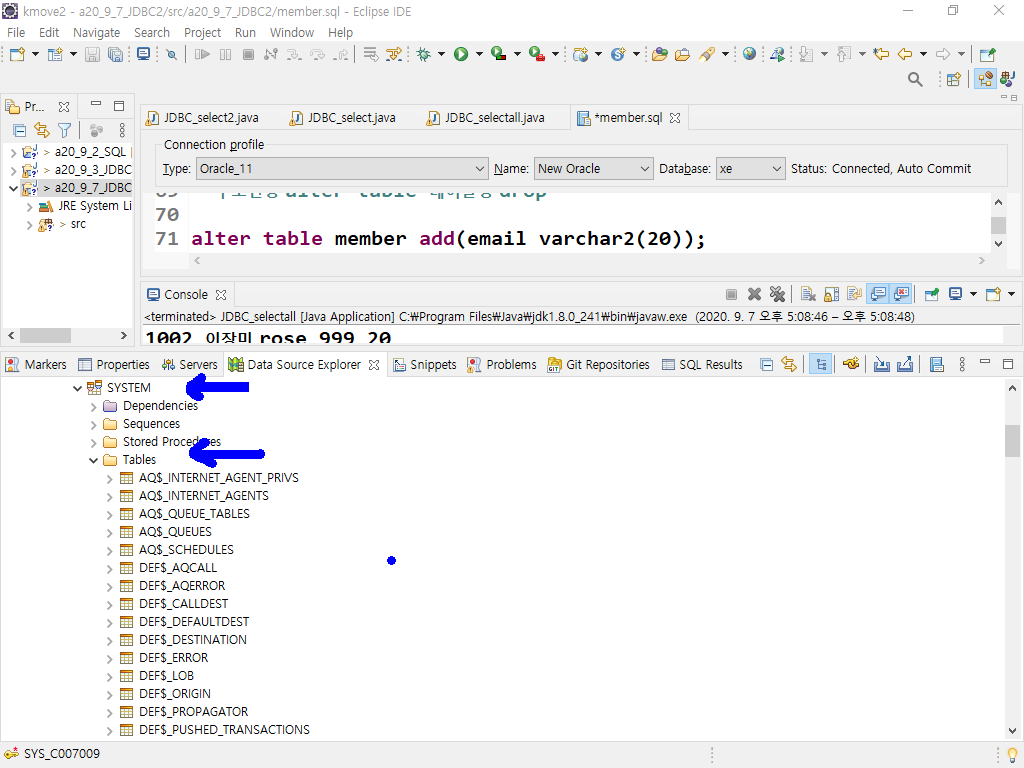 kmove2 - a20_9_7_JDBC2/src/a20_9_7_JDBC2/member.sql - Eclipse IDE
File Edit Navigate Search Project Run Window Help
Pr...
a20_9_2_SQL
a20_9_3_JDBC
a20_9_7_JDBC
JRE System Li
src
JDBC_select2.java JDBC_select.java JDBC_selectall.java *member.sql
Connection profile
Type: Oracle_11 Name: New Oracle Database: xe Status: Connected, Auto Commit
alter table 테이블명 drop
70
71 alter table member add(email varchar2(20));
Console
<terminated> JDBC_selectall [Java Application] C:₩Program Files₩Java₩jdk1.8.0_241₩bin₩javaw.exe (2020. 9. 7 오후 5:08:46 – 오후 5:08:48)
1002 이장미 rose 999 20
Markers Properties Servers Data Source Explorer Snippets Problems Git Repositories SQL Results
SYSTEM
Dependencies
Sequences
Stored Procedures
Tables
AQ$_INTERNET_AGENT_PRIVS
AQ$_INTERNET_AGENTS
AQ$_QUEUE_TABLES
AQ$_QUEUES
AQ$_SCHEDULES
DEF$_AQCALL
DEF$_AQERROR
DEF$_CALLDEST
DEF$_DEFAULTDEST
DEF$_DESTINATION
DEF$_ERROR
DEF$_LOB
DEF$_ORIGIN
DEF$_PROPAGATOR
DEF$_PUSHED_TRANSACTIONS
SYS_C007009